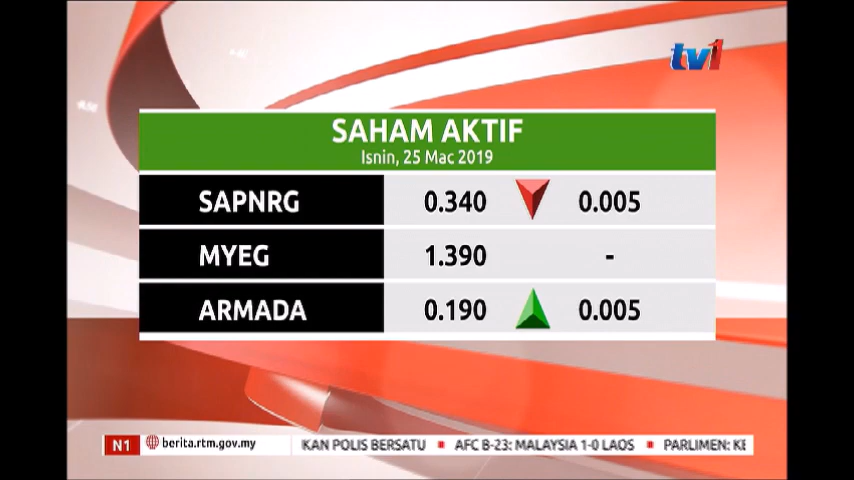 tv1
SAHAM AKTIF
Isnin, 25 Mac 2019
SAPNRG 0.340 0.005
MYEG 1.390 -
ARMADA 0.190 0.005
N1 berita.rtm.gov.my KAN POLIS BERSATU AFC B-23: MALAYSIA 1-0 LAOS PARLIMEN: